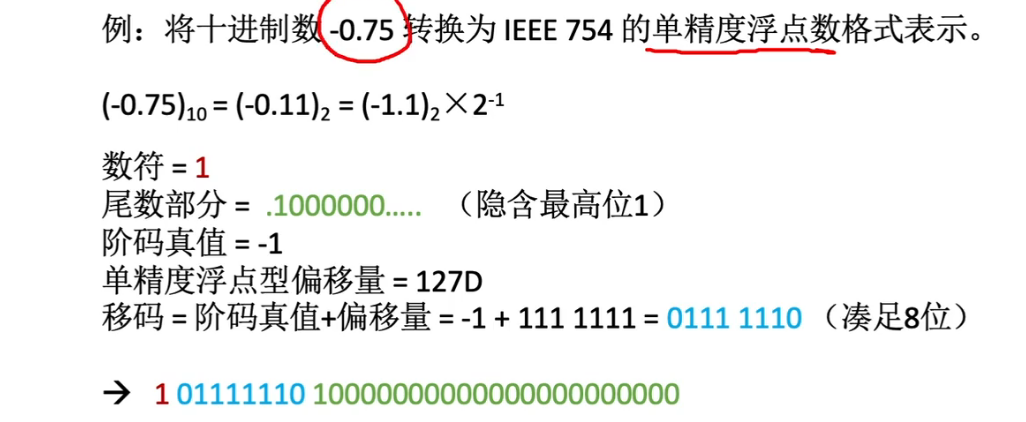 例：将十进制数 -0.75 转换为 IEEE 754 的单精度浮点数格式表示。
(-0.75)₁₀ = (-0.11)₂ = (-1.1)₂×2⁻¹
数符 = 1
尾数部分 = .1000000..... （隐含最高位1）
阶码真值 = -1
单精度浮点型偏移量 = 127D
移码 = 阶码真值+偏移量 = -1 + 111 1111 = 0111 1110 （凑足8位）
→ 1 01111110 10000000000000000000000